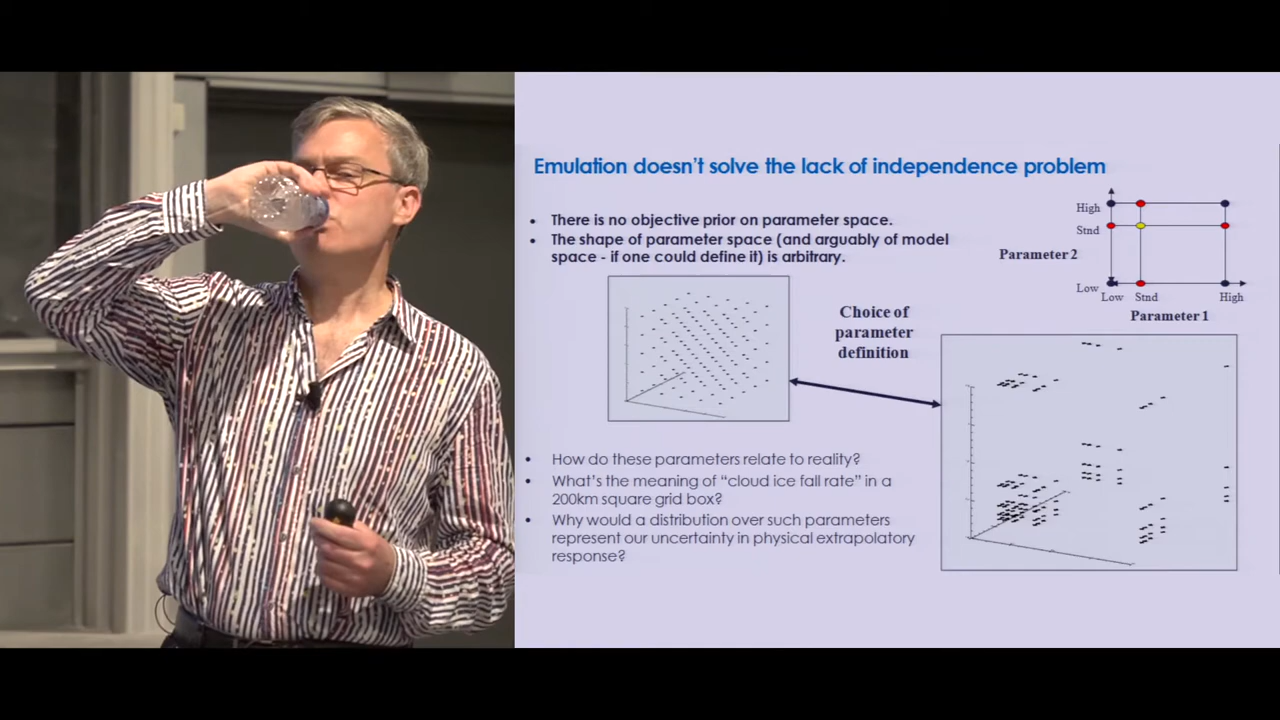 Emulation doesn't solve the lack of independence problem
• There is no objective prior on parameter space.
• The shape of parameter space (and arguably of model
space - if one could define it) is arbitrary.
High
Stnd
Parameter 2
Low
Low Stnd High
Parameter 1
Choice of
parameter
definition
• How do these parameters relate to reality?
• What's the meaning of "cloud ice fall rate" in a
200km square grid box?
• Why would a distribution over such parameters
represent our uncertainty in physical extrapolatory
response?